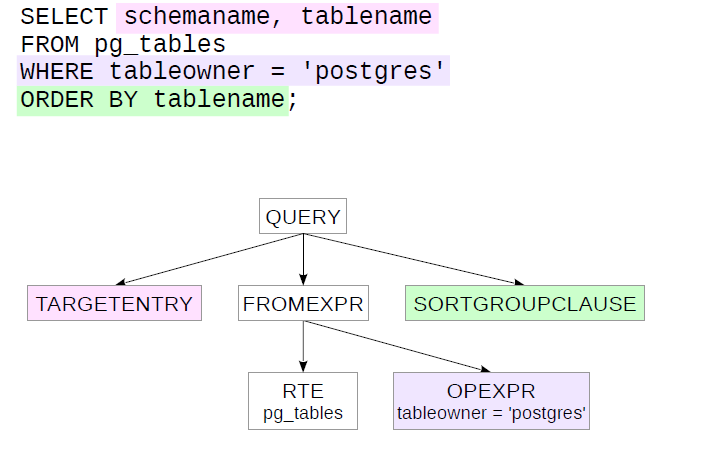 SELECT schemaname, tablename
FROM pg_tables
WHERE tableowner = 'postgres'
ORDER BY tablename;
QUERY
TARGETENTRY FROMEXPR SORTGROUPCLAUSE
RTE OPEXPR
pg_tables tableowner = 'postgres'